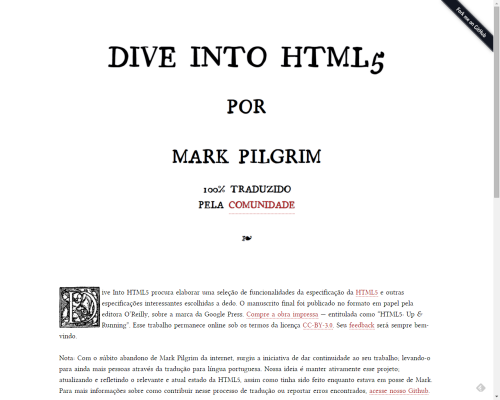 Fork me on GitHub
DIVE INTO HTML5
POR
MARK PILGRIM
100% TRADUZIDO
PELA COMUNIDADE
❧
Dive Into HTML5 procura elaborar uma seleção de funcionalidades da especificação da HTML5 e outras
especificações interessantes escolhidas a dedo. O manuscrito final foi publicado no formato em papel pela
editora O'Reilly, sobre a marca da Google Press. Compre a obra impressa — entitulada como "HTML5: Up &
Running". Esse trabalho permanece online sob os termos da licença CC-BY-3.0. Seu feedback será sempre bem-
vindo.
Nota: Com o súbito abandono de Mark Pilgrim da internet, surgiu a iniciativa de dar continuidade ao seu trabalho, levando-o
para ainda mais pessoas através da tradução para língua portuguesa. Nossa ideia é manter ativamente esse projeto,
atualizando e refletindo o relevante e atual estado da HTML5, assim como tinha sido feito enquanto estava em posse de Mark.
Para mais informações sobre como contribuir nesse processo de tradução ou reportar erros encontrados, acesse nosso Github.